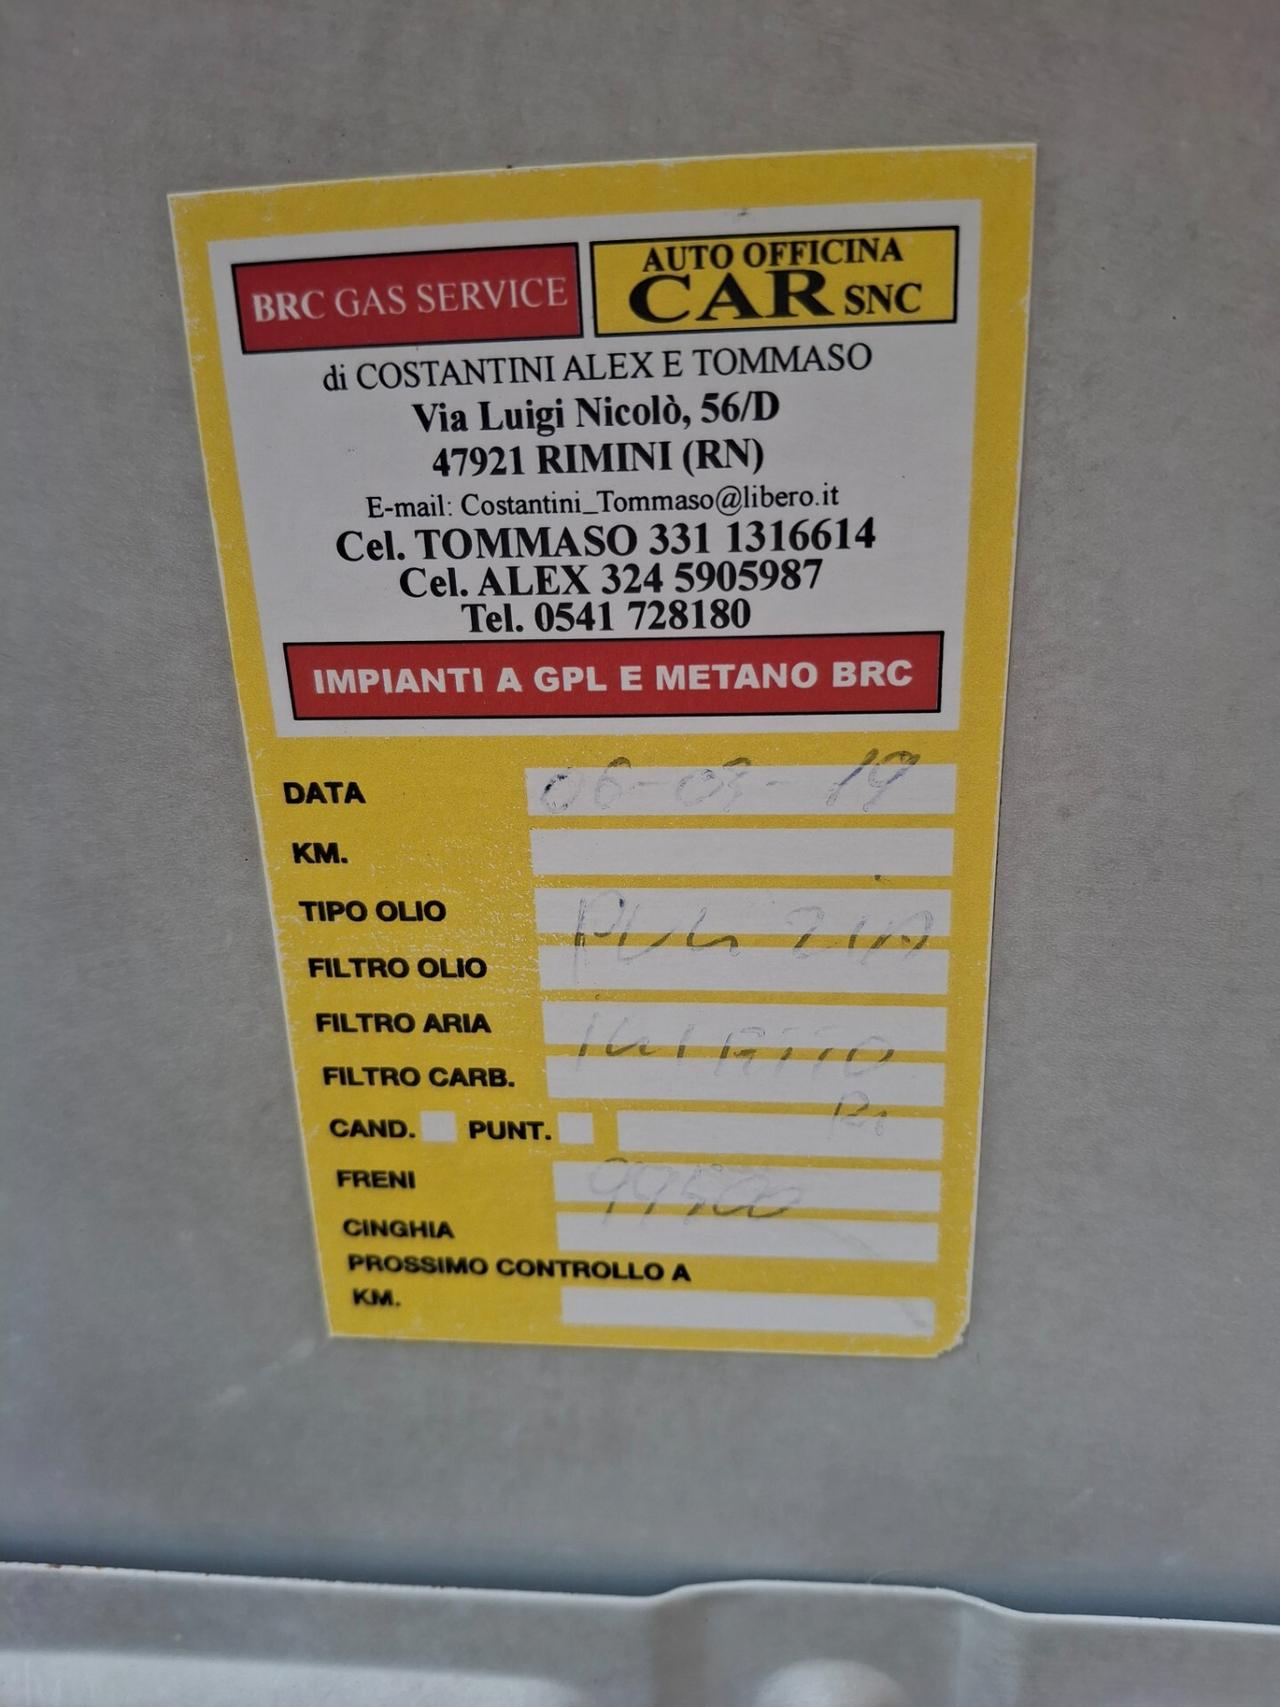 BRC GAS SERVICE
AUTO OFFICINA
CAR SNC
di COSTANTINI ALEX E TOMMASO
Via Luigi Nicolò, 56/D
47921 RIMINI (RN)
E-mail: Costantini_Tommaso@libero.it
Cel. TOMMASO 331 1316614
Cel. ALEX 324 5905987
Tel. 0541 728180
IMPIANTI A GPL E METANO BRC
DATA
KM.
TIPO OLIO
FILTRO OLIO
FILTRO ARIA
FILTRO CARB.
CAND. PUNT.
FRENI 99500
CINGHIA
PROSSIMO CONTROLLO A
KM.